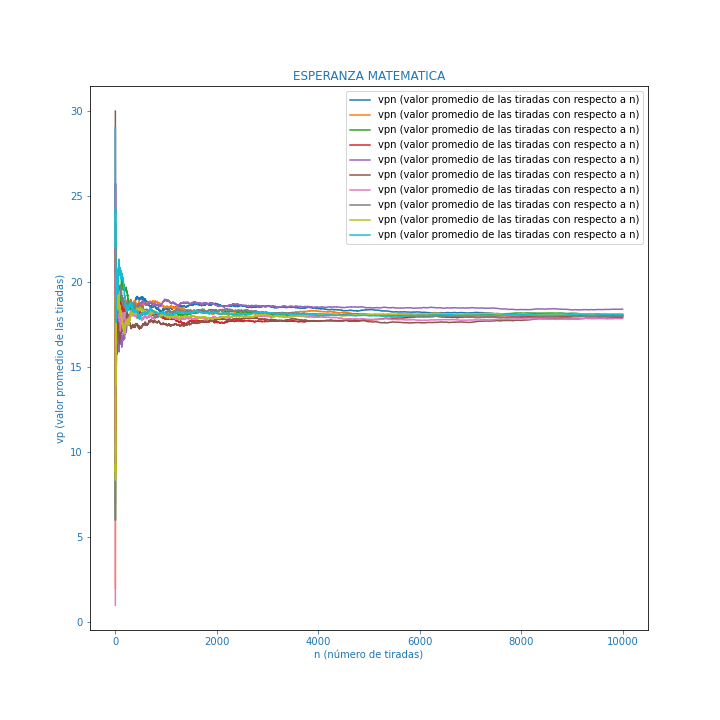 ESPERANZA MATEMATICA
vpn (valor promedio de las tiradas con respecto a n)
vpn (valor promedio de las tiradas con respecto a n)
vpn (valor promedio de las tiradas con respecto a n)
vpn (valor promedio de las tiradas con respecto a n)
vpn (valor promedio de las tiradas con respecto a n)
vpn (valor promedio de las tiradas con respecto a n)
vpn (valor promedio de las tiradas con respecto a n)
vpn (valor promedio de las tiradas con respecto a n)
vpn (valor promedio de las tiradas con respecto a n)
vpn (valor promedio de las tiradas con respecto a n)
vp (valor promedio de las tiradas)
30
25
20
15
10
5
0
0 2000 4000 6000 8000 10000
n (número de tiradas)